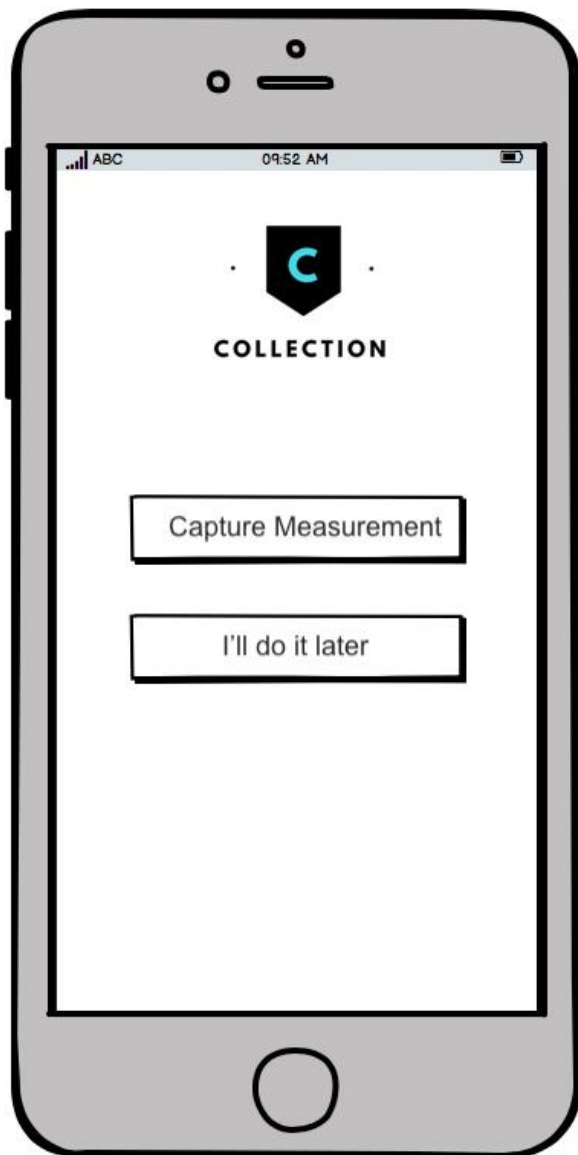 ABC 09:52 AM
C
COLLECTION
Capture Measurement
I'll do it later